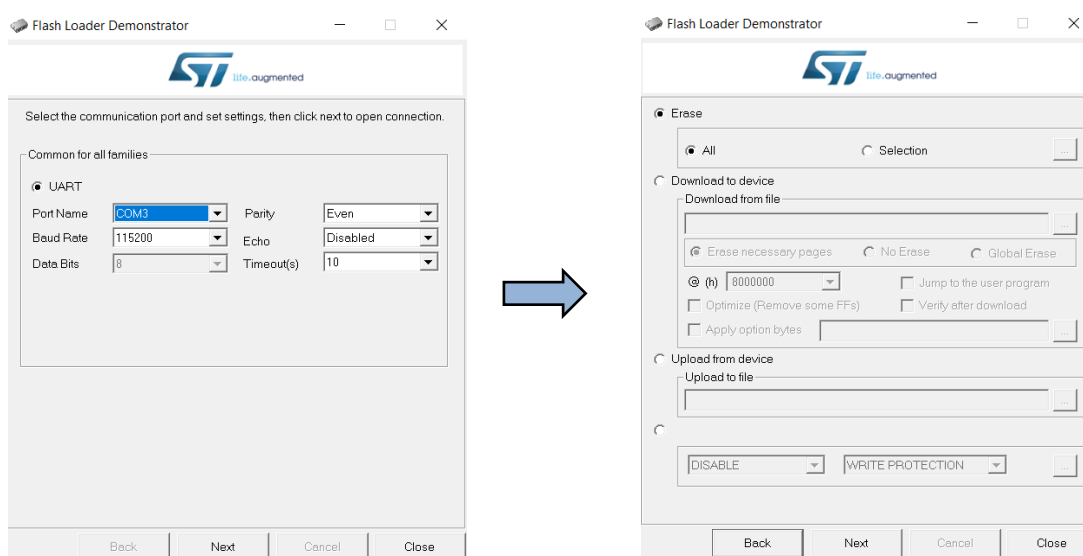 Flash Loader Demonstrator
ST life.augmented
Select the communication port and set settings, then click next to open connection.
Common for all families
UART
Port Name COM3 Parity Even
Baud Rate 115200 Echo Disabled
Data Bits 8 Timeout(s) 10
Back Next Cancel Close
Flash Loader Demonstrator
ST life.augmented
Erase
All Selection ...
Download to device
Download from file
...
Erase necessary pages No Erase Global Erase
@ (h) 8000000 Jump to the user program
Optimize (Remove some FFs) Verify after download
Apply option bytes ...
Upload from device
Upload to file
...
DISABLE WRITE PROTECTION ...
Back Next Cancel Close